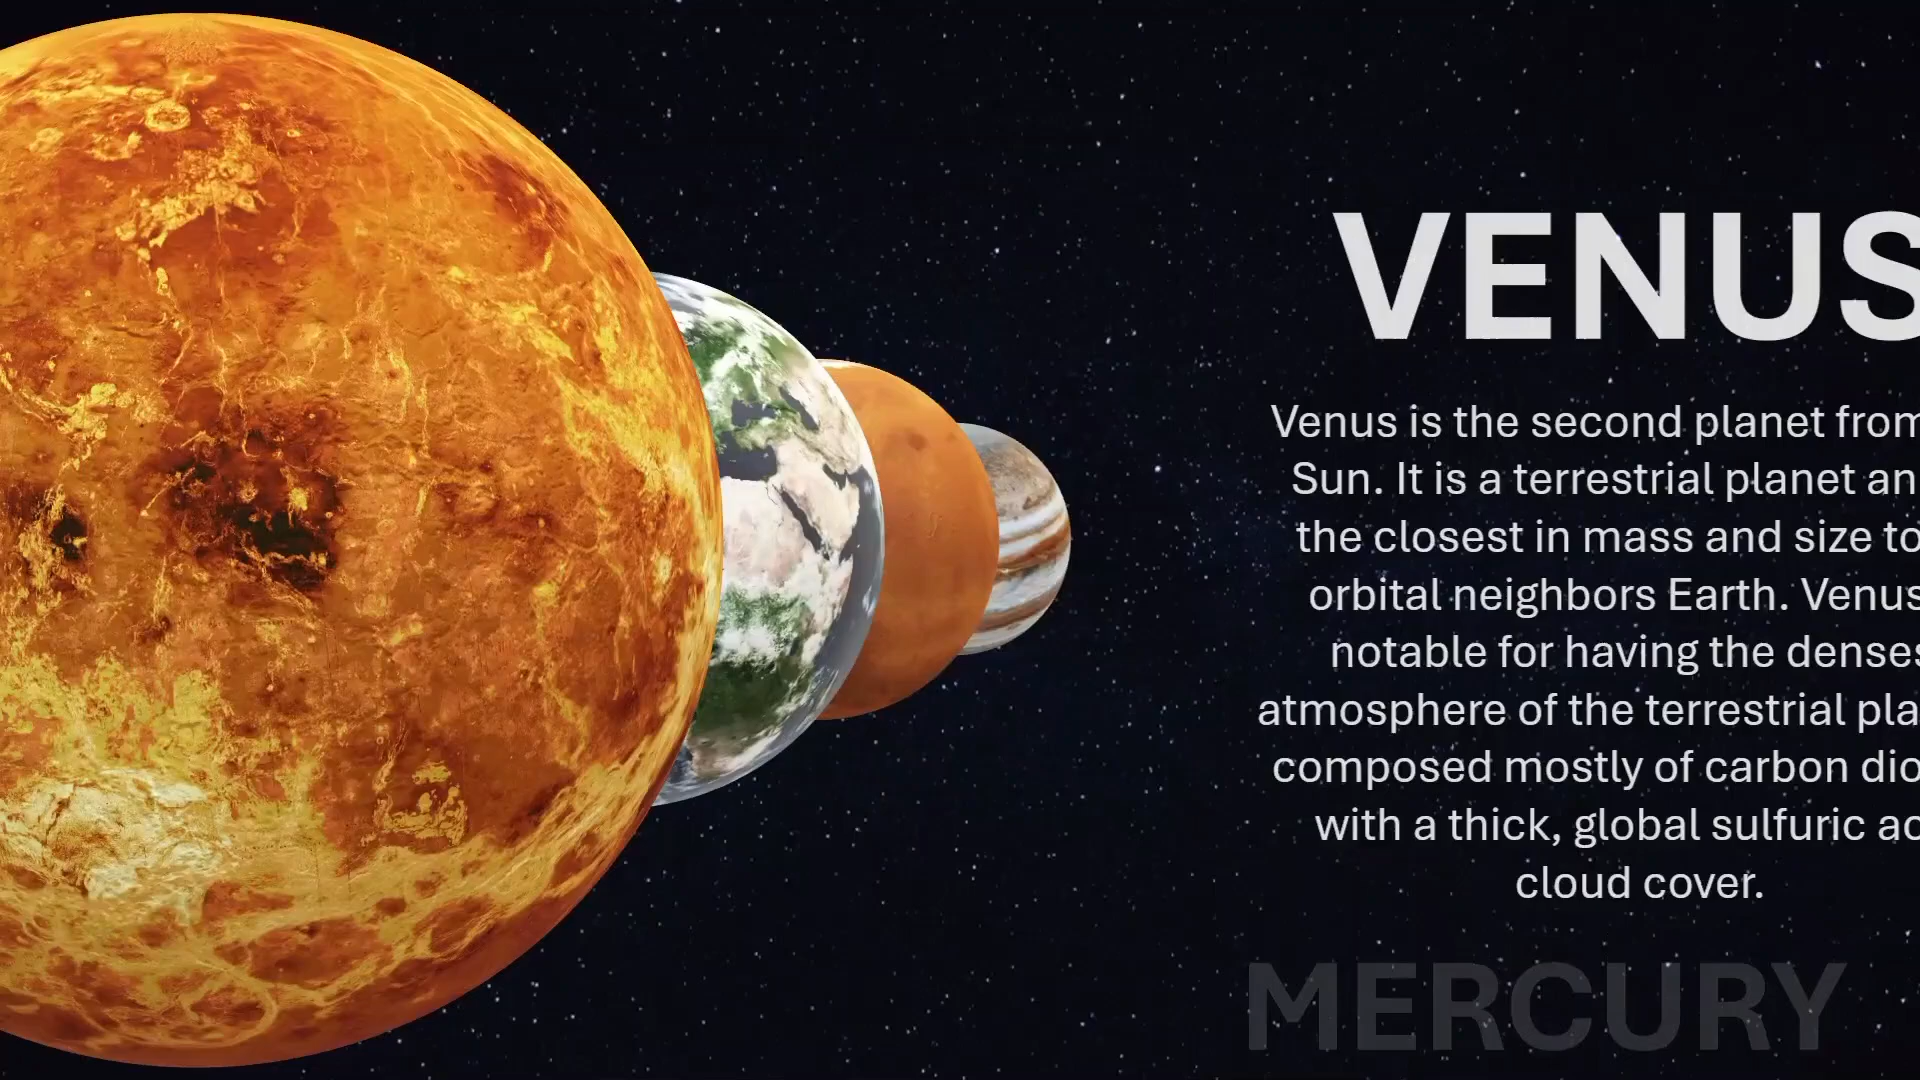 VENUS
Venus is the second planet from
Sun. It is a terrestrial planet an
the closest in mass and size to
orbital neighbors Earth. Venus
notable for having the denses
atmosphere of the terrestrial pla
composed mostly of carbon dio
with a thick, global sulfuric ac
cloud cover.
MERCURY